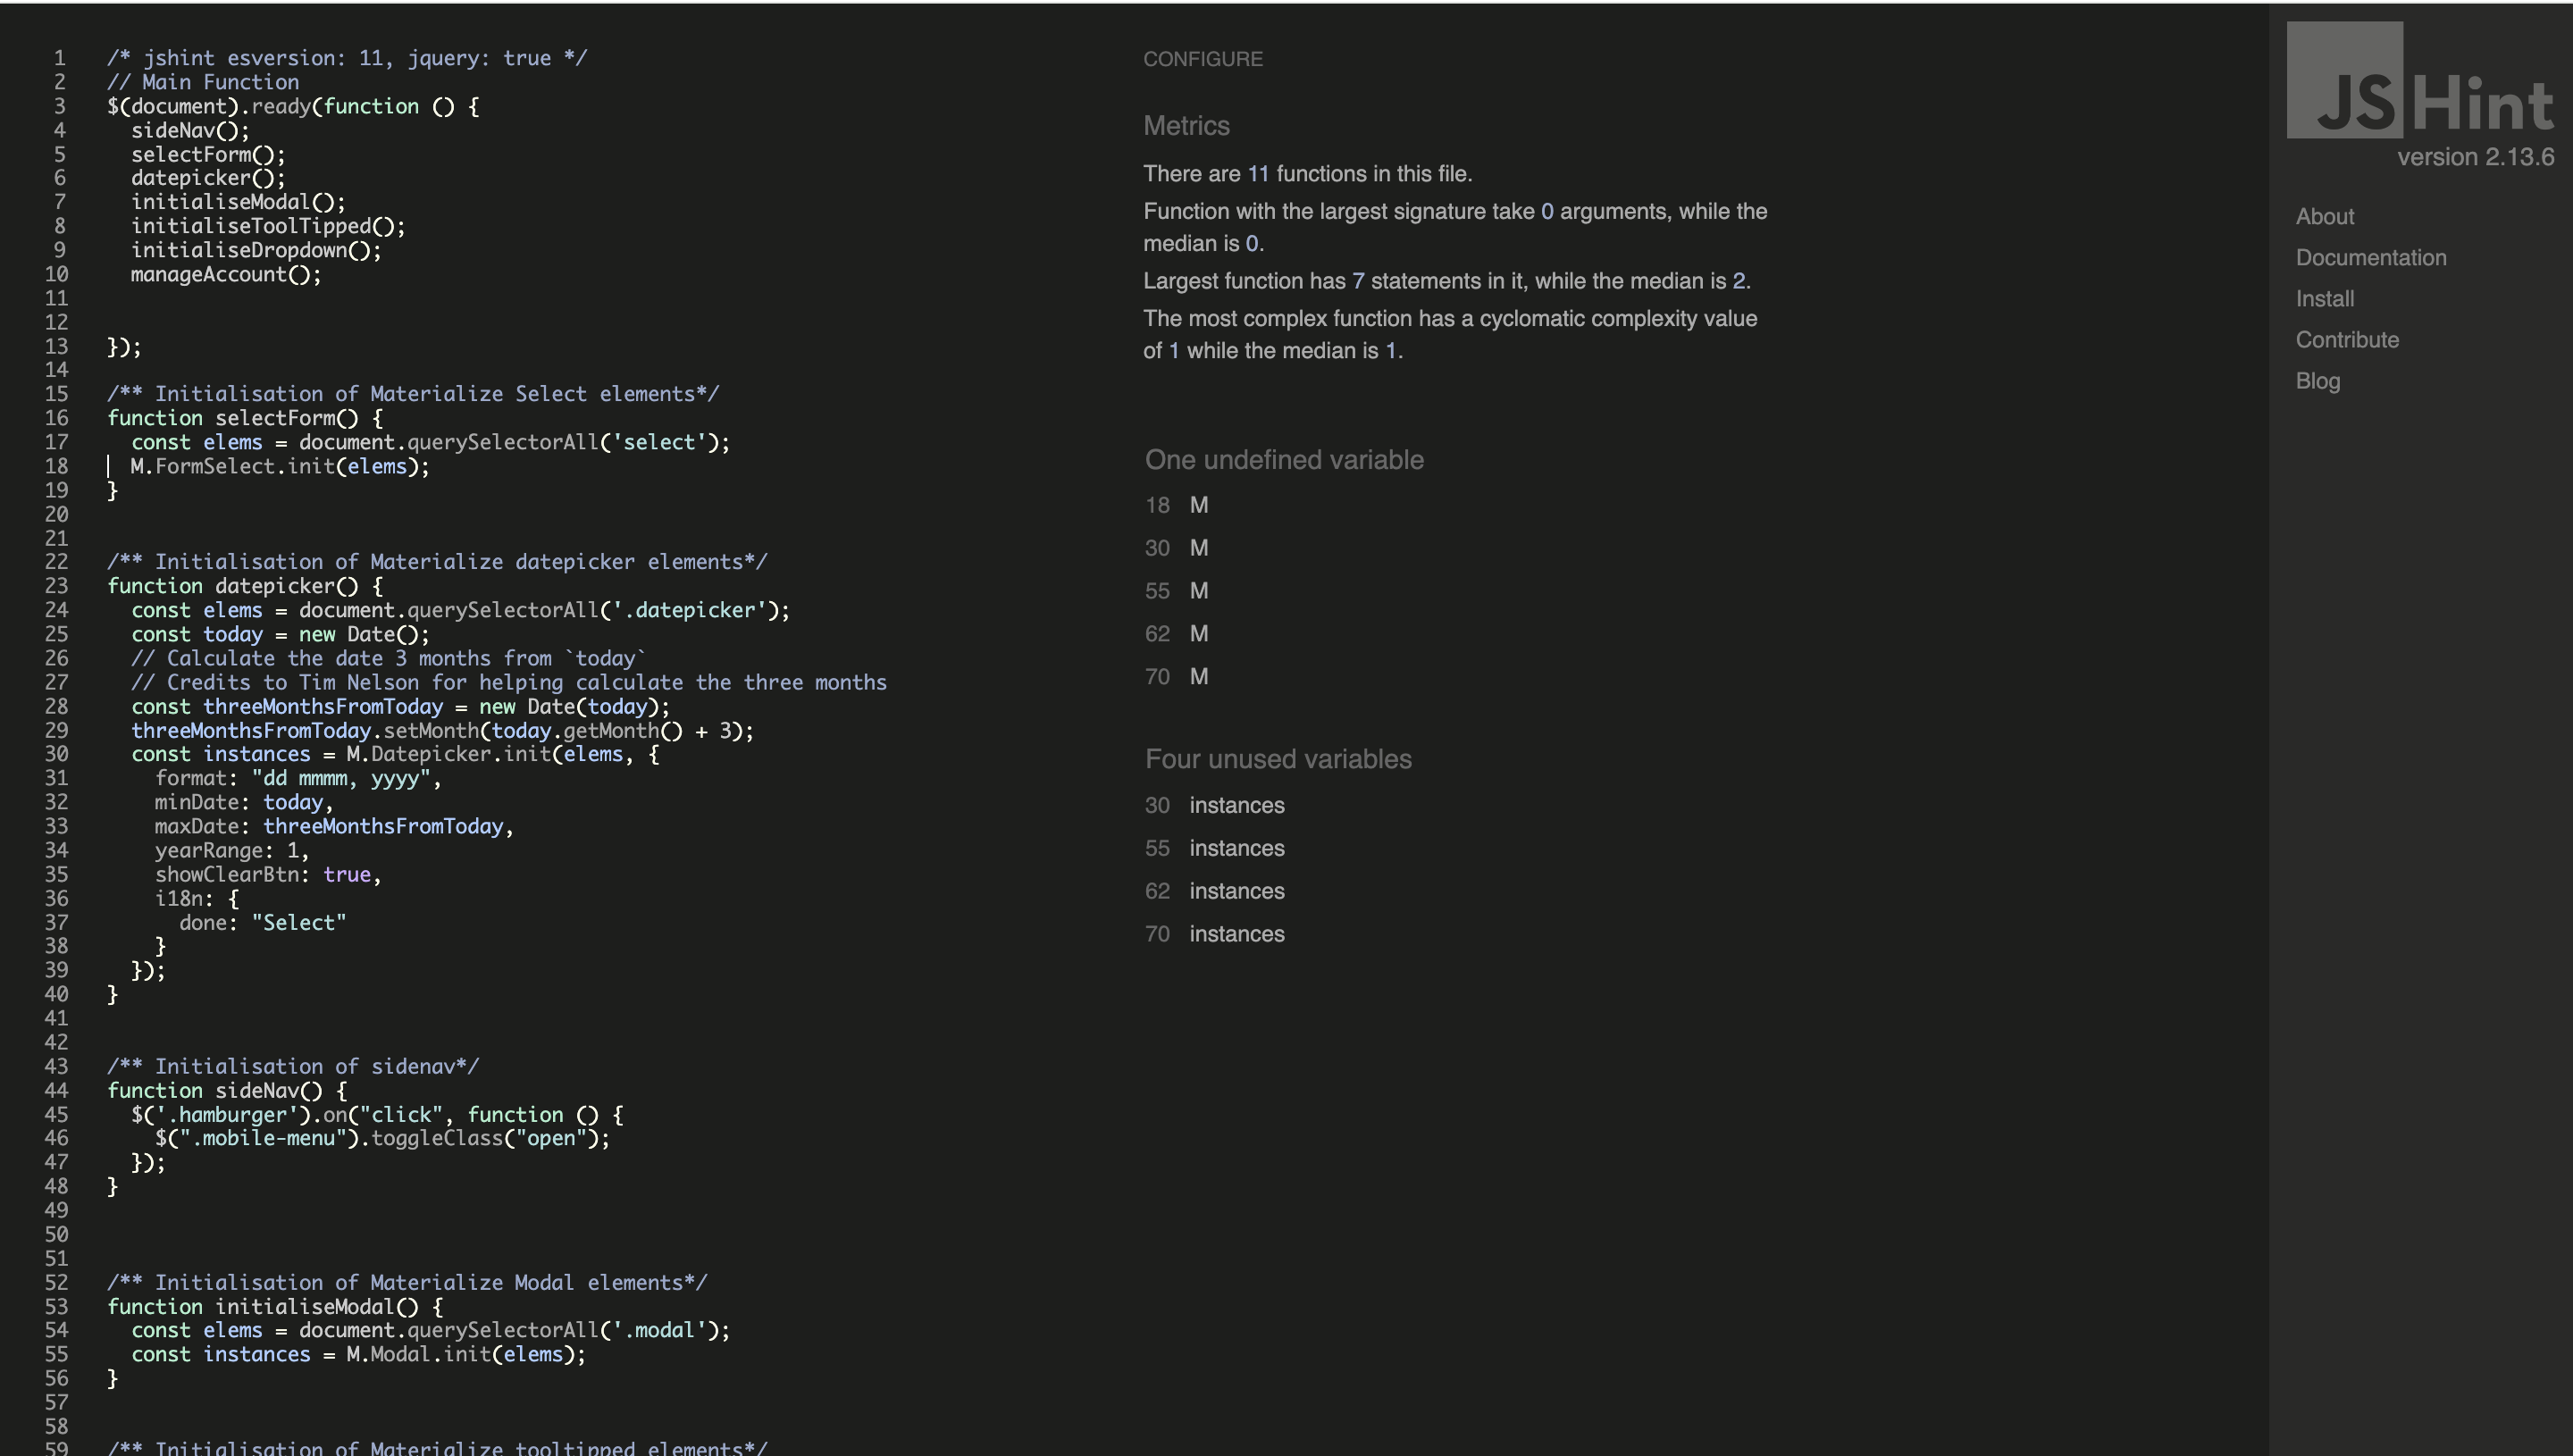 1 /* jshint esversion: 11, jquery: true */
2 // Main Function
3 $(document).ready(function () {
4 sideNav();
5 selectForm();
6 datepicker();
7 initialiseModal();
8 initialiseToolTipped();
9 initialiseDropdown();
10 manageAccount();
11
12
13 });
14
15 /** Initialisation of Materialize Select elements*/
16 function selectForm() {
17 const elems = document.querySelectorAll('select');
18 M.FormSelect.init(elems);
19 }
20
21
22 /** Initialisation of Materialize datepicker elements*/
23 function datepicker() {
24 const elems = document.querySelectorAll('.datepicker');
25 const today = new Date();
26 // Calculate the date 3 months from `today`
27 // Credits to Tim Nelson for helping calculate the three months
28 const threeMonthsFromToday = new Date(today);
29 threeMonthsFromToday.setMonth(today.getMonth() + 3);
30 const instances = M.Datepicker.init(elems, {
31 format: "dd mmmm, yyyy",
32 minDate: today,
33 maxDate: threeMonthsFromToday,
34 yearRange: 1,
35 showClearBtn: true,
36 i18n: {
37 done: "Select"
38 }
39 });
40 }
41
42
43 /** Initialisation of sidenav*/
44 function sideNav() {
45 $('.hamburger').on("click", function () {
46 $(".mobile-menu").toggleClass("open");
47 });
48 }
49
50
51
52 /** Initialisation of Materialize Modal elements*/
53 function initialiseModal() {
54 const elems = document.querySelectorAll('.modal');
55 const instances = M.Modal.init(elems);
56 }
57
58
59 /** Initialisation of Materialize tooltipped elements*/
CONFIGURE
Metrics
There are 11 functions in this file.
Function with the largest signature take 0 arguments, while the
median is 0.
Largest function has 7 statements in it, while the median is 2.
The most complex function has a cyclomatic complexity value
of 1 while the median is 1.
One undefined variable
18 M
30 M
55 M
62 M
70 M
Four unused variables
30 instances
55 instances
62 instances
70 instances
JSHint
version 2.13.6
About
Documentation
Install
Contribute
Blog